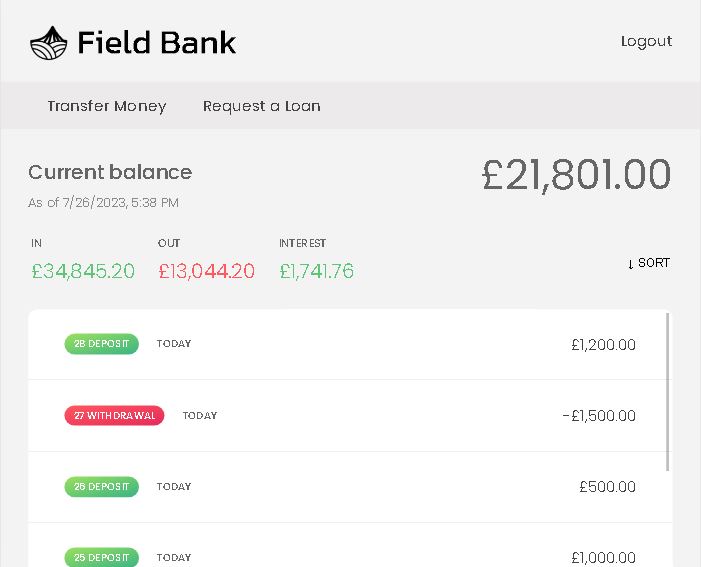 Field Bank
Logout
Transfer Money Request a Loan
Current balance £21,801.00
As of 7/26/2023, 5:38 PM
IN OUT INTEREST
£34,845.20 £13,044.20 £1,741.76
↓ SORT
28 DEPOSIT TODAY £1,200.00
27 WITHDRAWAL TODAY -£1,500.00
26 DEPOSIT TODAY £500.00
25 DEPOSIT TODAY £1,000.00